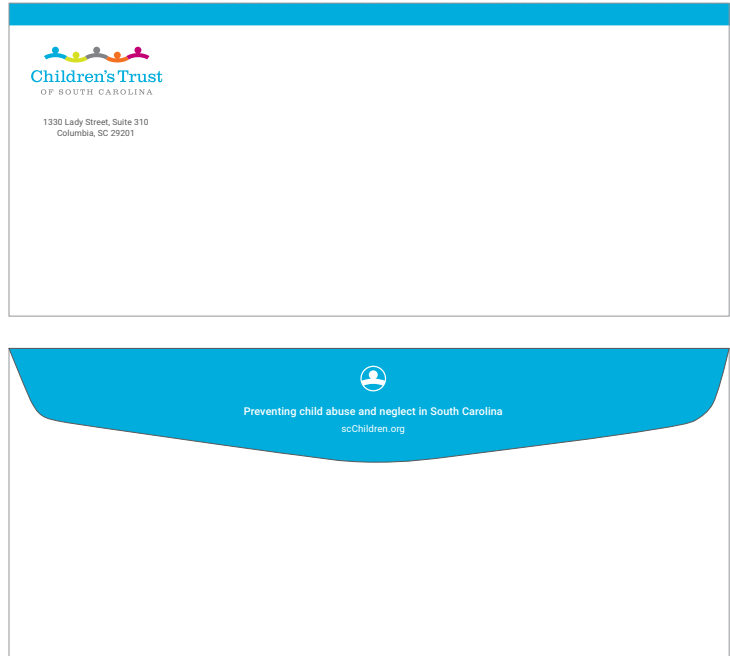 Children's Trust
OF SOUTH CAROLINA
1330 Lady Street, Suite 310
Columbia, SC 29201
Preventing child abuse and neglect in South Carolina
scChildren.org